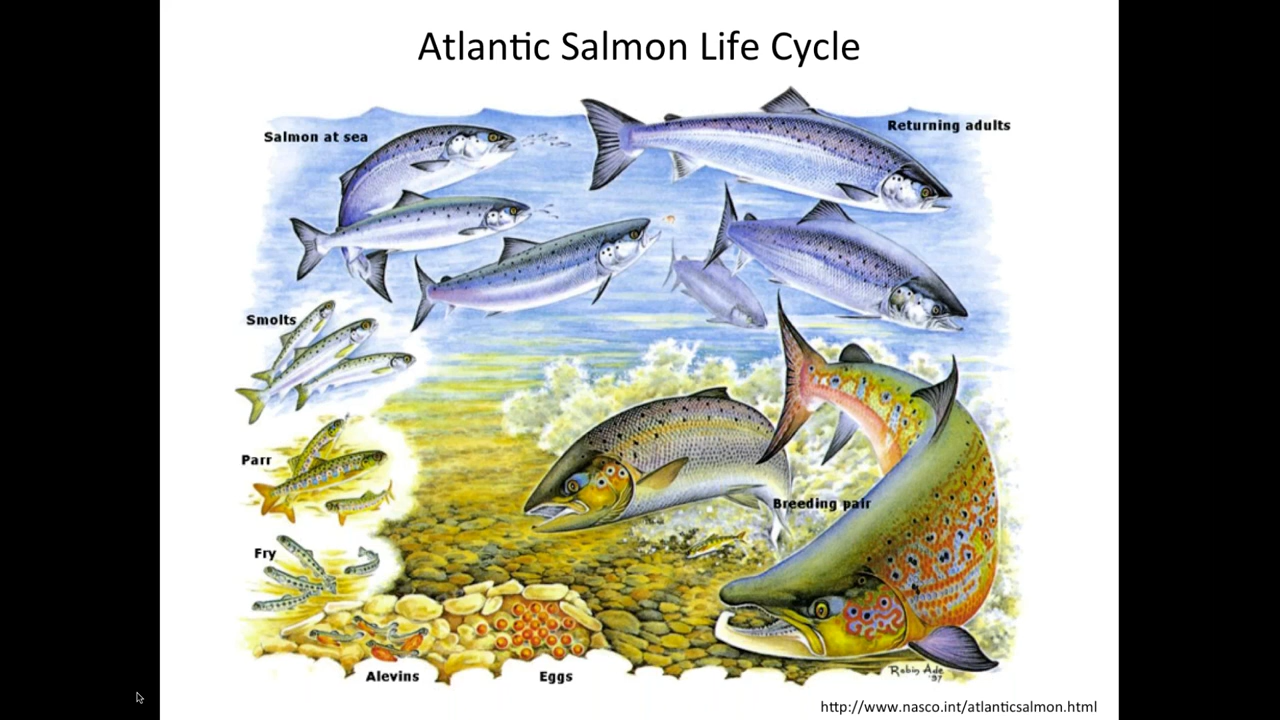 Atlantic Salmon Life Cycle
Salmon at sea
Returning adults
Smolts
Parr
Breeding pair
Fry
Alevins
Eggs
Robin Ade
'97
http://www.nasco.int/atlanticsalmon.html